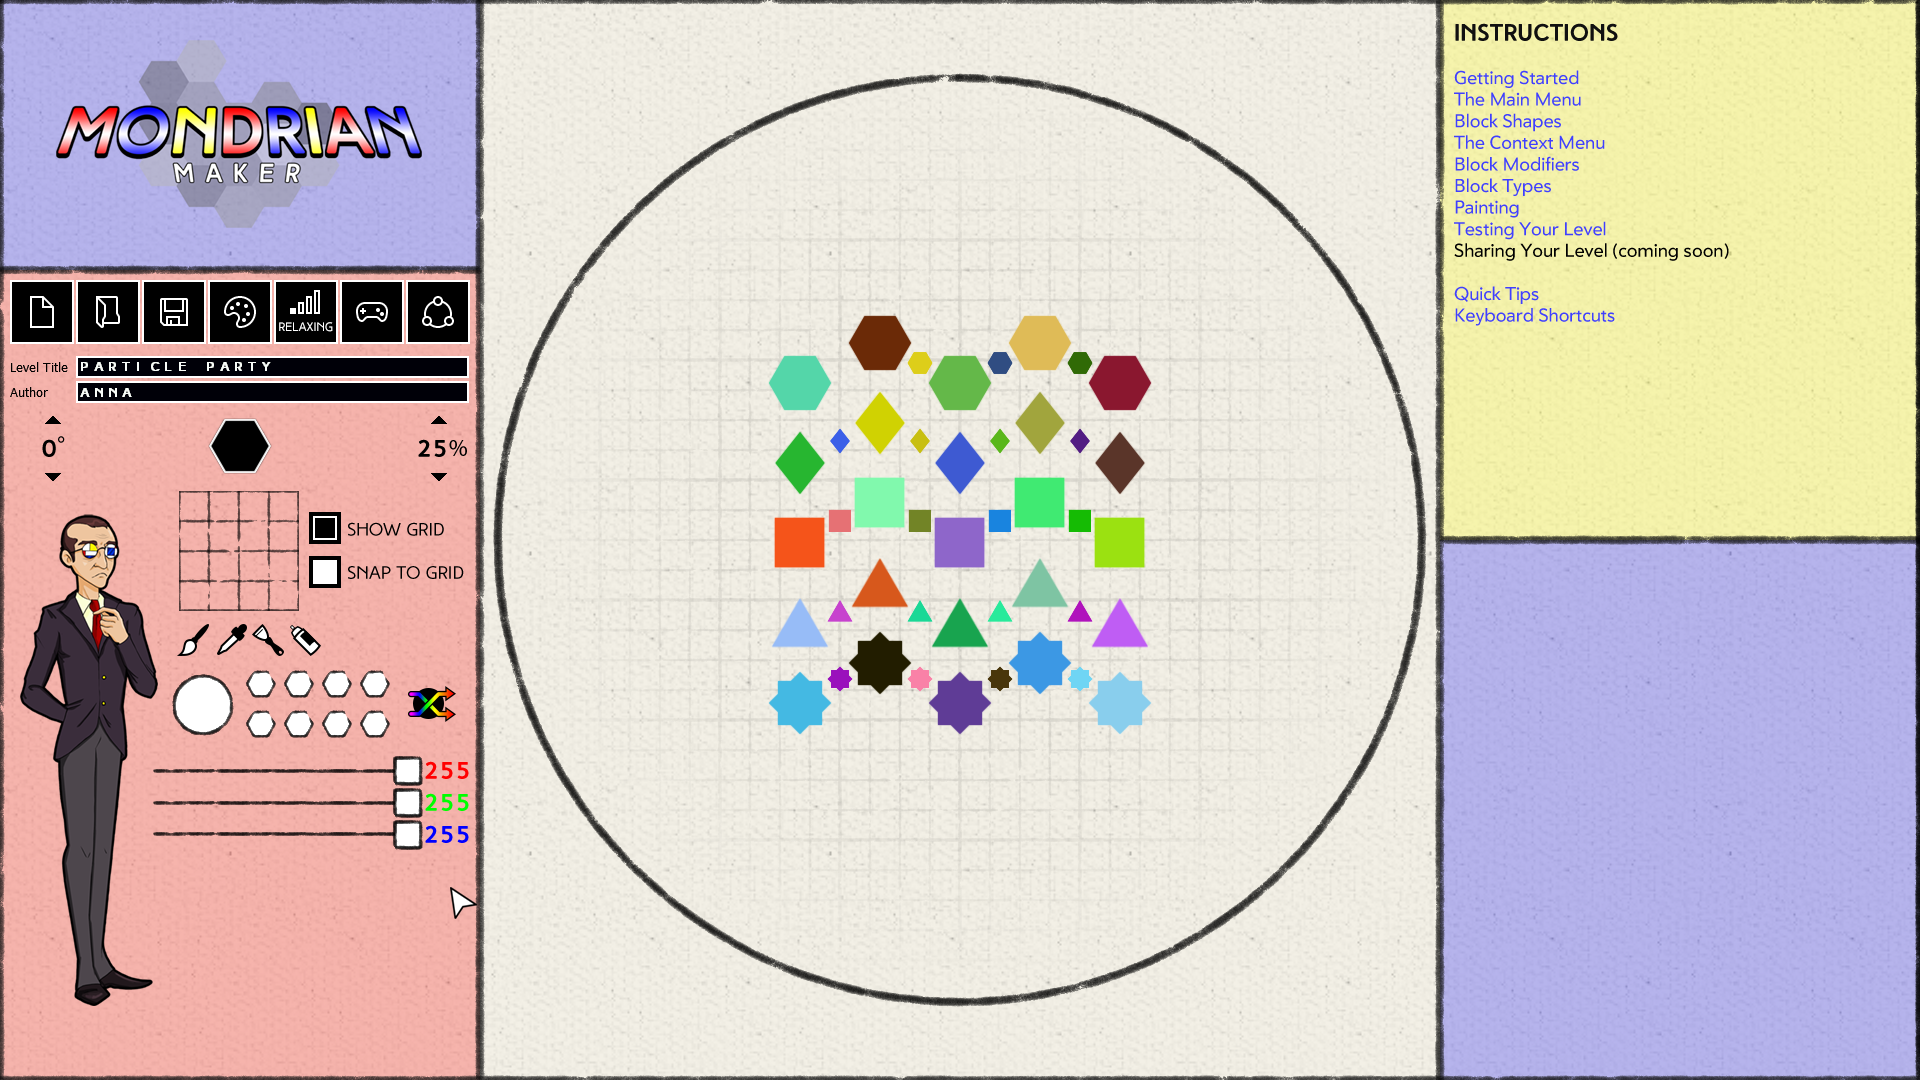 MONDRIAN
MAKER
RELAXING
Level Title PARTICLE PARTY
Author ANNA
0° 25%
SHOW GRID
SNAP TO GRID
255
255
255
INSTRUCTIONS
Getting Started
The Main Menu
Block Shapes
The Context Menu
Block Modifiers
Block Types
Painting
Testing Your Level
Sharing Your Level (coming soon)
Quick Tips
Keyboard Shortcuts